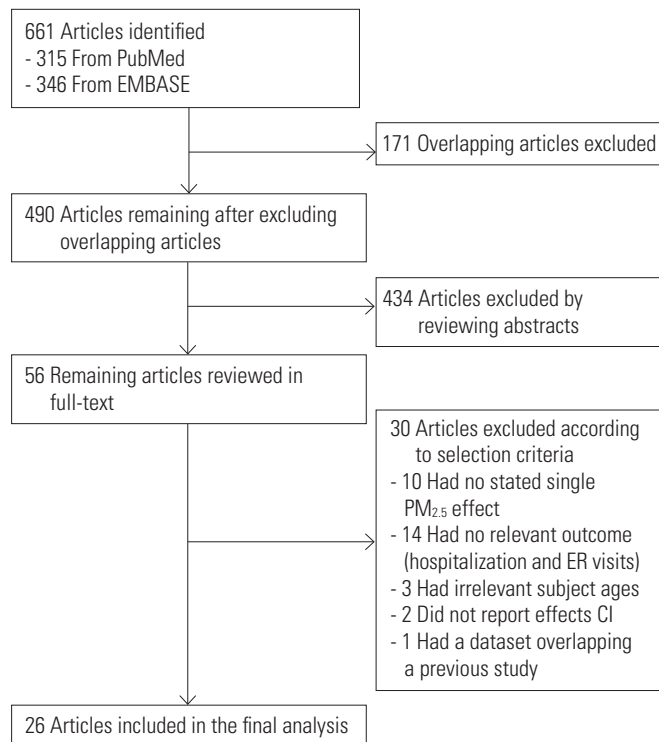 661 Articles identified
- 315 From PubMed
- 346 From EMBASE
171 Overlapping articles excluded
490 Articles remaining after excluding
overlapping articles
434 Articles excluded by
reviewing abstracts
56 Remaining articles reviewed in
full-text
30 Articles excluded according
to selection criteria
- 10 Had no stated single
PM2.5 effect
- 14 Had no relevant outcome
(hospitalization and ER visits)
- 3 Had irrelevant subject ages
- 2 Did not report effects CI
- 1 Had a dataset overlapping
a previous study
26 Articles included in the final analysis